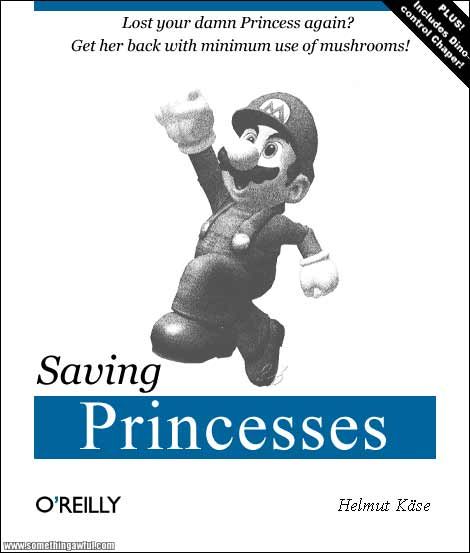 Lost your damn Princess again?
Get her back with minimum use of mushrooms!
PLUS!
Includes Dino-
control Chaper!
M
Saving
Princesses
O'REILLY
Helmut Käse
www.somethingawful.com